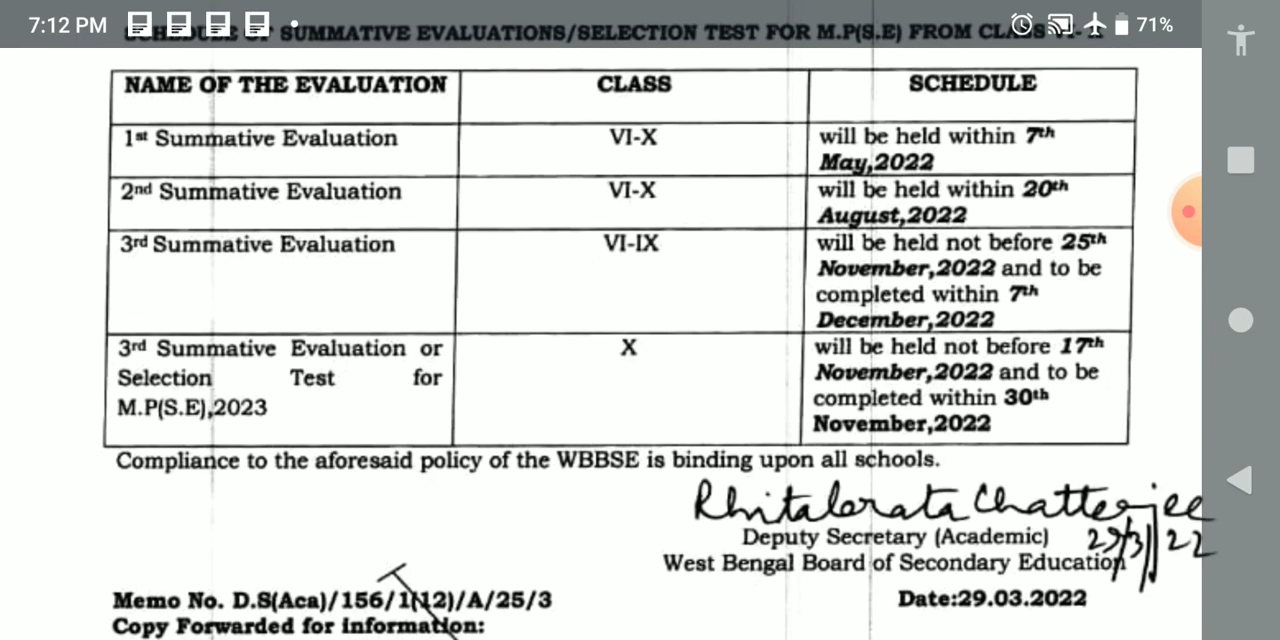 7:12 PM
71%
SCHEDULE OF SUMMATIVE EVALUATIONS/SELECTION TEST FOR M.P(S.E) FROM CLASS VI- X
NAME OF THE EVALUATION CLASS SCHEDULE
1st Summative Evaluation VI-X will be held within 7th
May,2022
2nd Summative Evaluation VI-X will be held within 20th
August,2022
3rd Summative Evaluation VI-IX will be held not before 25th
November,2022 and to be
completed within 7th
December,2022
3rd Summative Evaluation or X will be held not before 17th
Selection Test for November,2022 and to be
M.P(S.E),2023 completed within 30th
November,2022
Compliance to the aforesaid policy of the WBBSE is binding upon all schools.
Chatterjee
Deputy Secretary (Academic) 29/3/22
West Bengal Board of Secondary Education
Memo No. D.S(Aca)/156/1(12)/A/25/3 Date:29.03.2022
Copy Forwarded for information: